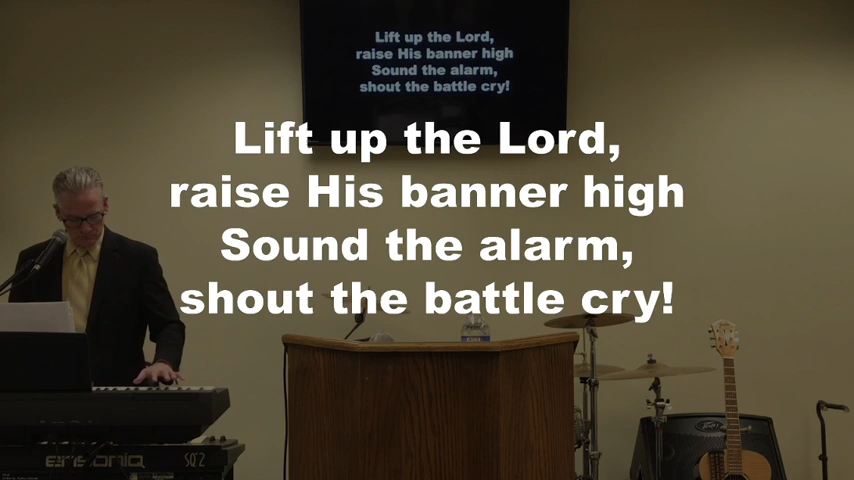 Lift up the Lord,
raise His banner high
Sound the alarm,
shout the battle cry!
Lift up the Lord,
raise His banner high
Sound the alarm,
shout the battle cry!
ensoniq
SQ2
PEAVEY